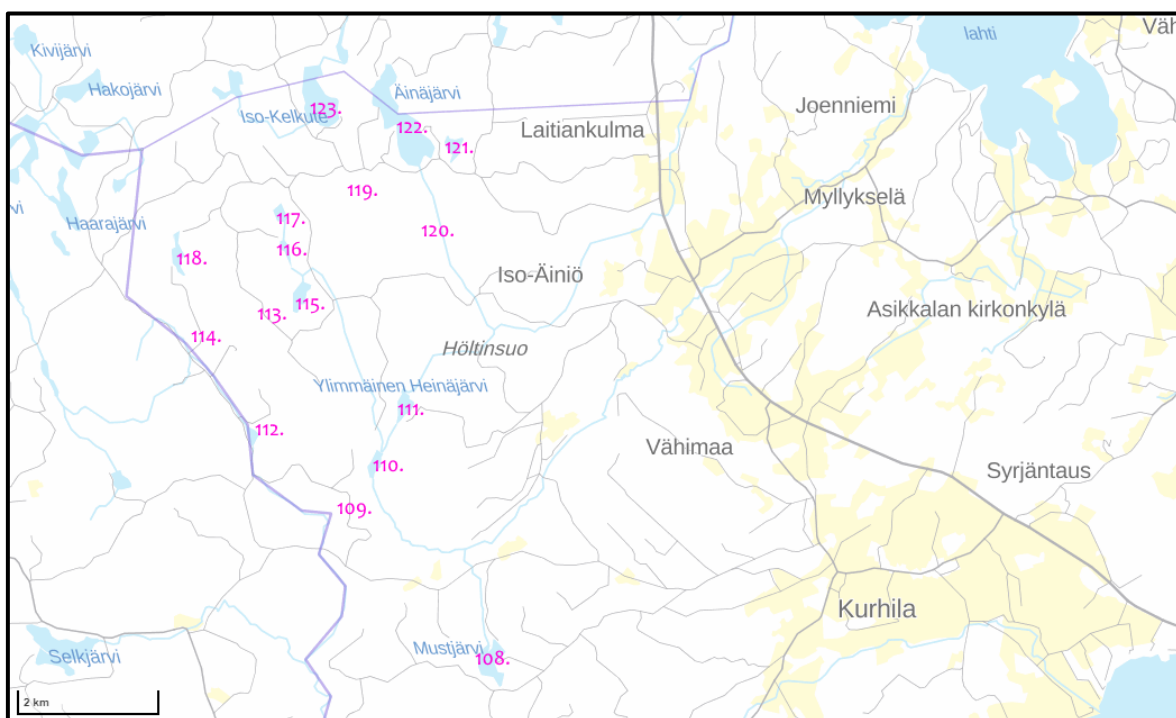 lahti
Väh
Kivijärvi
Hakojärvi
Äinäjärvi
Iso-Kelkute
123.
Joenniemi
122.
Laitiankulma
121.
119.
Myllykselä
vi
Haarajärvi
117.
120.
116.
118.
Iso-Äiniö
115.
113.
Asikkalan kirkonkylä
114.
Höltinsuo
Ylimmäinen Heinäjärvi
111.
112.
Vähimaa
110.
Syrjäntaus
109.
Kurhila
Mustjärvi
108.
Selkjärvi
2 km